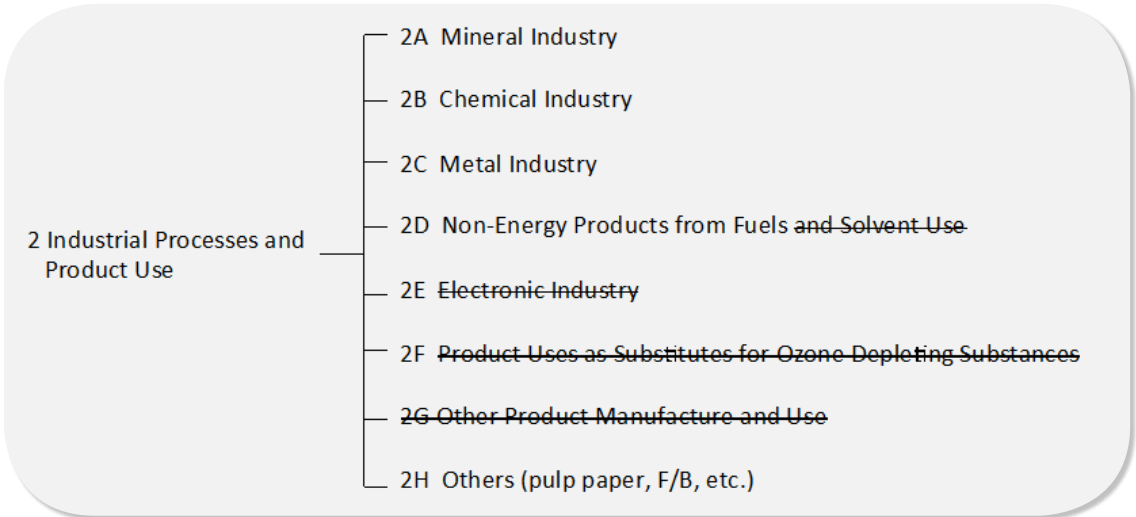 2A Mineral Industry
2B Chemical Industry
2C Metal Industry
2D Non-Energy Products from Fuels and Solvent Use
2 Industrial Processes and
Product Use
2E Electronic Industry
2F Product Uses as Substitutes for Ozone Depleting Substances
2G Other Product Manufacture and Use
2H Others (pulp paper, F/B, etc.)